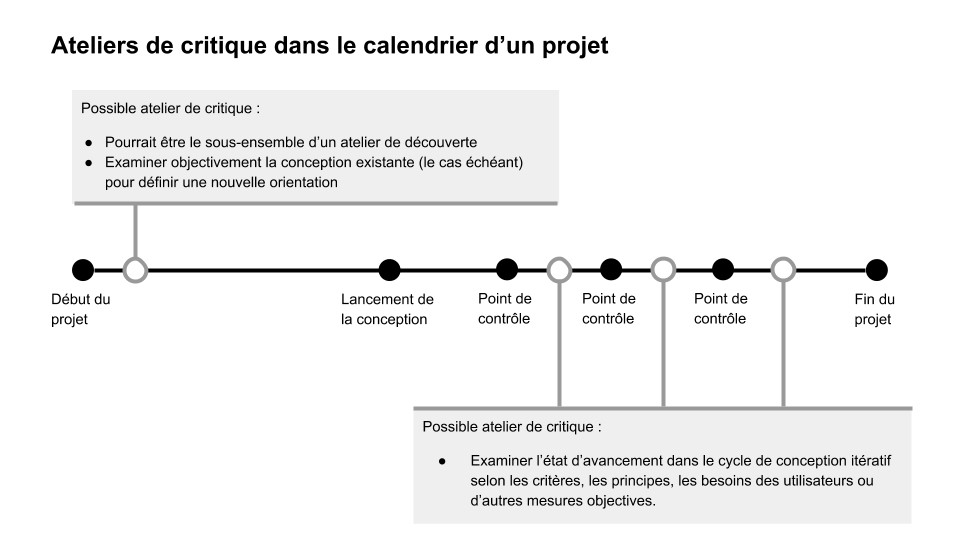 Ateliers de critique dans le calendrier d’un projet
Possible atelier de critique :
● Pourrait être le sous-ensemble d’un atelier de découverte
● Examiner objectivement la conception existante (le cas échéant)
pour définir une nouvelle orientation
Début du
projet
Lancement de
la conception
Point de
contrôle
Point de
contrôle
Point de
contrôle
Fin du
projet
Possible atelier de critique :
● Examiner l’état d’avancement dans le cycle de conception itératif
selon les critères, les principes, les besoins des utilisateurs ou
d’autres mesures objectives.